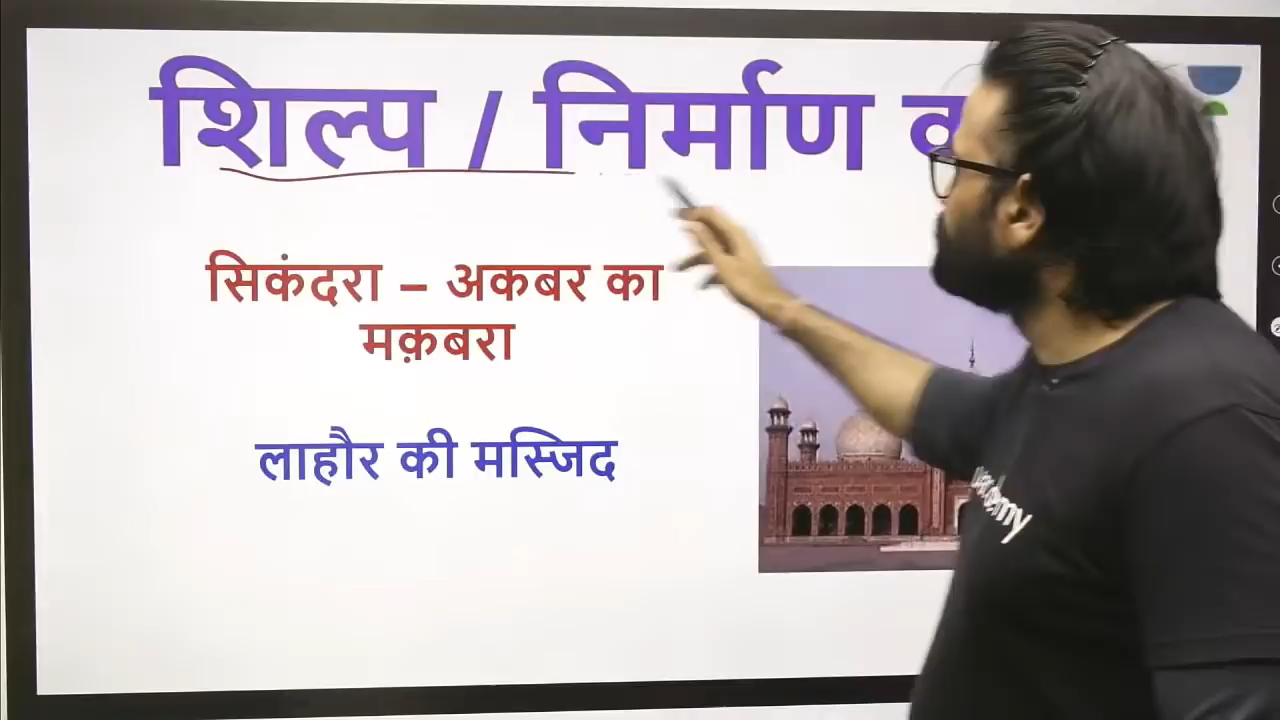 शिल्प / निर्माण
सिकंदरा – अकबर का
मक़बरा
लाहौर की मस्जिद